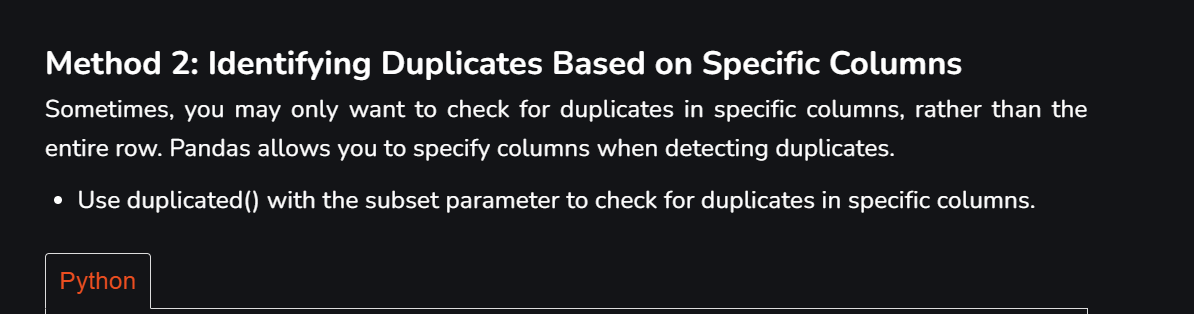 Method 2: Identifying Duplicates Based on Specific Columns
Sometimes, you may only want to check for duplicates in specific columns, rather than the
entire row. Pandas allows you to specify columns when detecting duplicates.
• Use duplicated() with the subset parameter to check for duplicates in specific columns.
Python